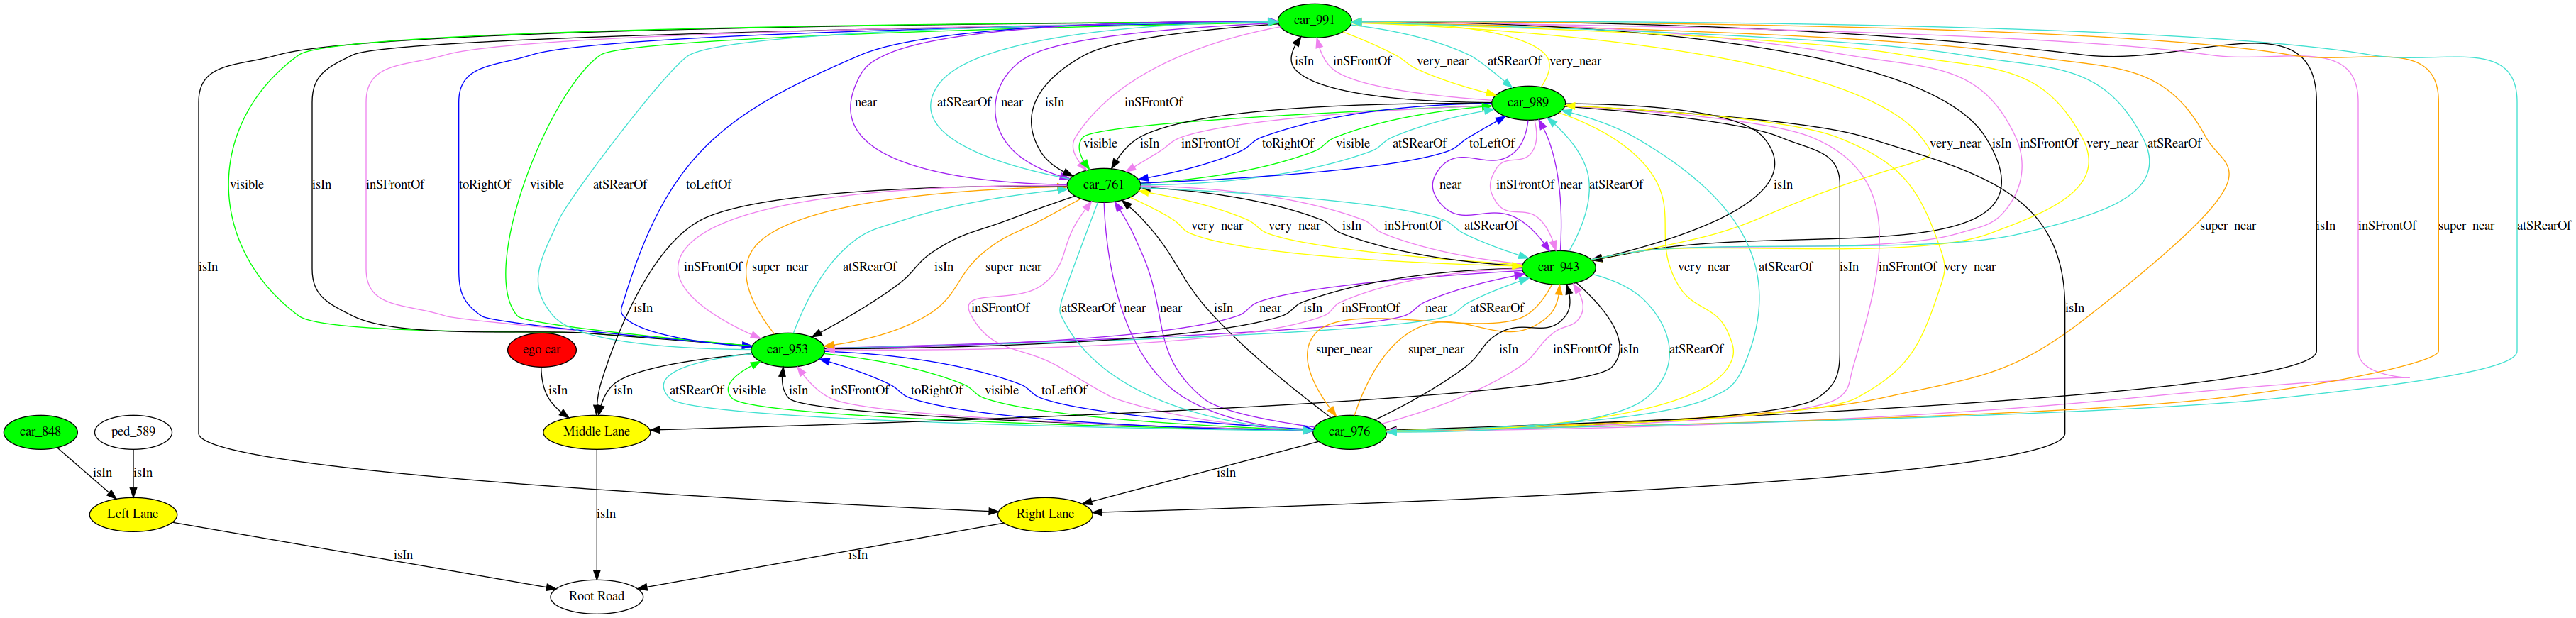 car_991
isIn inSFrontOf very_near atSRearOf very_near
car_989
near atSRearOf near isIn inSFrontOf
visible isIn inSFrontOf toRightOf visible atSRearOf toLeftOf very_near isIn inSFrontOf very_near atSRearOf
visible isIn inSFrontOf toRightOf visible atSRearOf toLeftOf car_761 near inSFrontOf near atSRearOf isIn
very_near very_near isIn inSFrontOf atSRearOf super_near isIn inSFrontOf super_near atSRearOf
isIn inSFrontOf super_near atSRearOf isIn super_near car_943 very_near atSRearOf isIn inSFrontOf very_near
isIn inSFrontOf atSRearOf near near isIn near isIn inSFrontOf near atSRearOf isIn
ego car car_953 super_near super_near isIn inSFrontOf isIn atSRearOf
isIn isIn atSRearOf visible isIn inSFrontOf toRightOf visible toLeftOf
car_848 ped_589 Middle Lane car_976
isIn isIn isIn
Left Lane isIn Right Lane
isIn isIn
Root Road